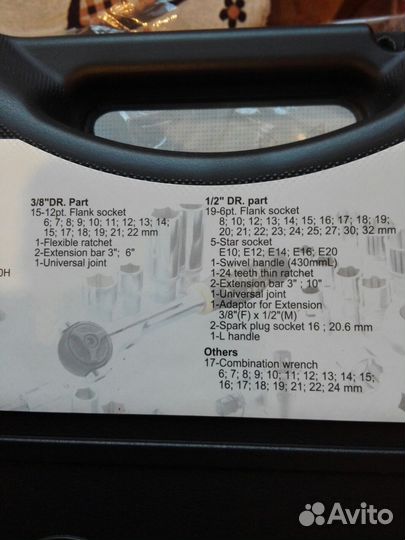 3/8"DR. Part
15-12pt. Flank socket
6; 7; 8; 9; 10; 11; 12; 13; 14;
15; 17; 18; 19; 21; 22 mm
1-Flexible ratchet
2-Extension bar 3"; 6"
1-Universal joint
0H
1/2" DR. part
19-6pt. Flank socket
8; 10; 12; 13; 14; 15; 16; 17; 18; 19;
20; 21; 22; 23; 24; 25; 27; 30; 32 mm
5-Star socket
E10; E12; E14; E16; E20
1-Swivel handle (430mmL)
1-24 teeth thin ratchet
2-Extension bar 3"; 10"
1-Universal joint
1-Adaptor for Extension
3/8"(F) x 1/2"(M)
2-Spark plug socket 16 ; 20.6 mm
1-L handle
Others
17-Combination wrench
6; 7; 8; 9; 10; 11; 12; 13; 14; 15;
16; 17; 18; 19; 21; 22; 24 mm
Avito